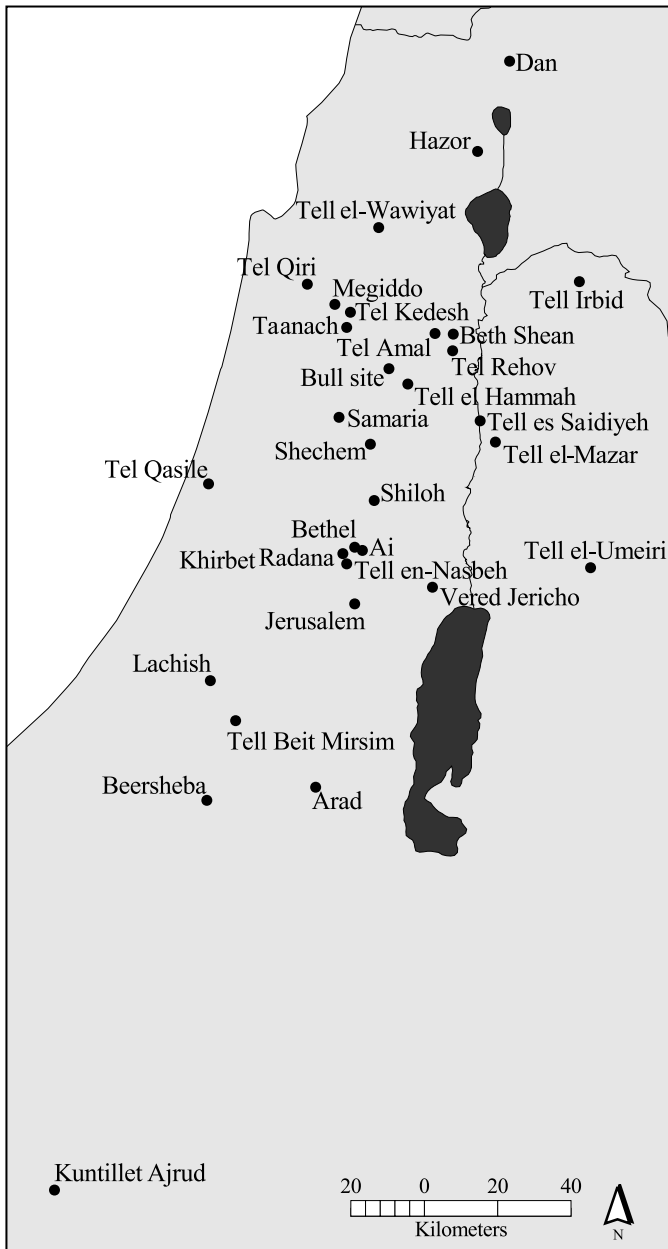 Dan
Hazor
Tell el-Wawiyat
Tel Qiri
Megiddo
Tell Irbid
Tel Kedesh
Taanach
Beth Shean
Tel Amal
Tel Rehov
Bull site
Tell el Hammah
Samaria
Tell es Saidiyeh
Shechem
Tell el-Mazar
Tel Qasile
Shiloh
Bethel
Ai
Tell el-Umeiri
Khirbet Radana
Tell en-Nasbeh
Vered Jericho
Jerusalem
Lachish
Tell Beit Mirsim
Beersheba
Arad
Kuntillet Ajrud
20 0 20 40
Kilometers
N